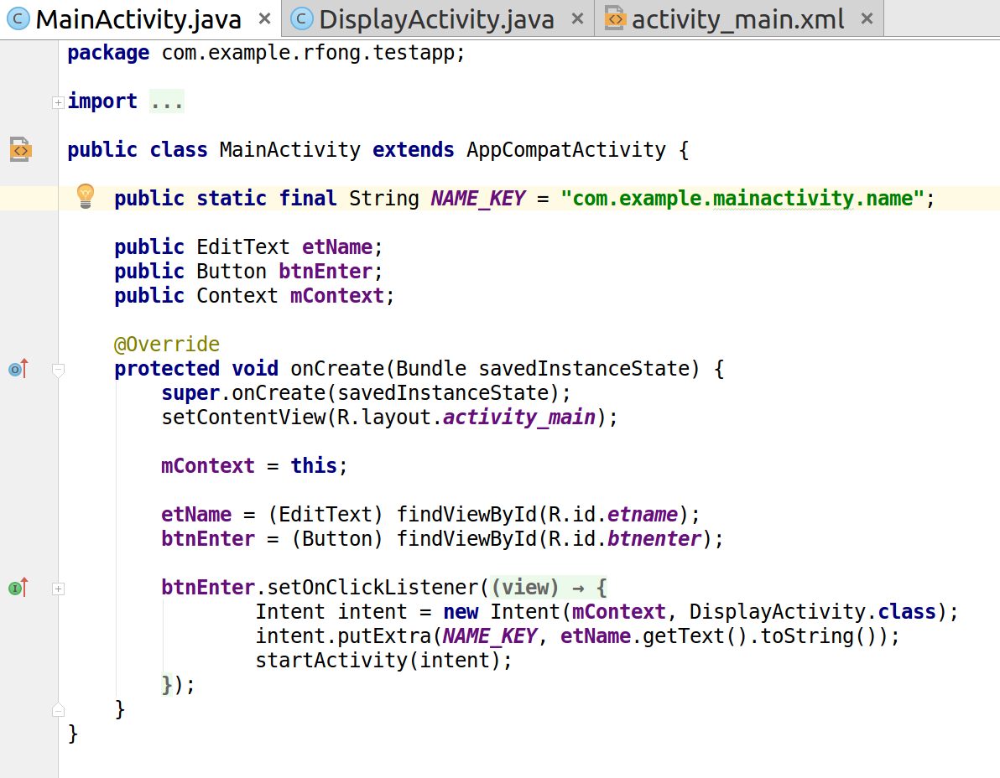 MainActivity.java × DisplayActivity.java × activity_main.xml ×
package com.example.rfong.testapp;
import ...
public class MainActivity extends AppCompatActivity {
public static final String NAME_KEY = "com.example.mainactivity.name";
public EditText etName;
public Button btnEnter;
public Context mContext;
@Override
protected void onCreate(Bundle savedInstanceState) {
super.onCreate(savedInstanceState);
setContentView(R.layout.activity_main);
mContext = this;
etName = (EditText) findViewById(R.id.etname);
btnEnter = (Button) findViewById(R.id.btnenter);
btnEnter.setOnClickListener((view) → {
Intent intent = new Intent(mContext, DisplayActivity.class);
intent.putExtra(NAME_KEY, etName.getText().toString());
startActivity(intent);
});
}
}